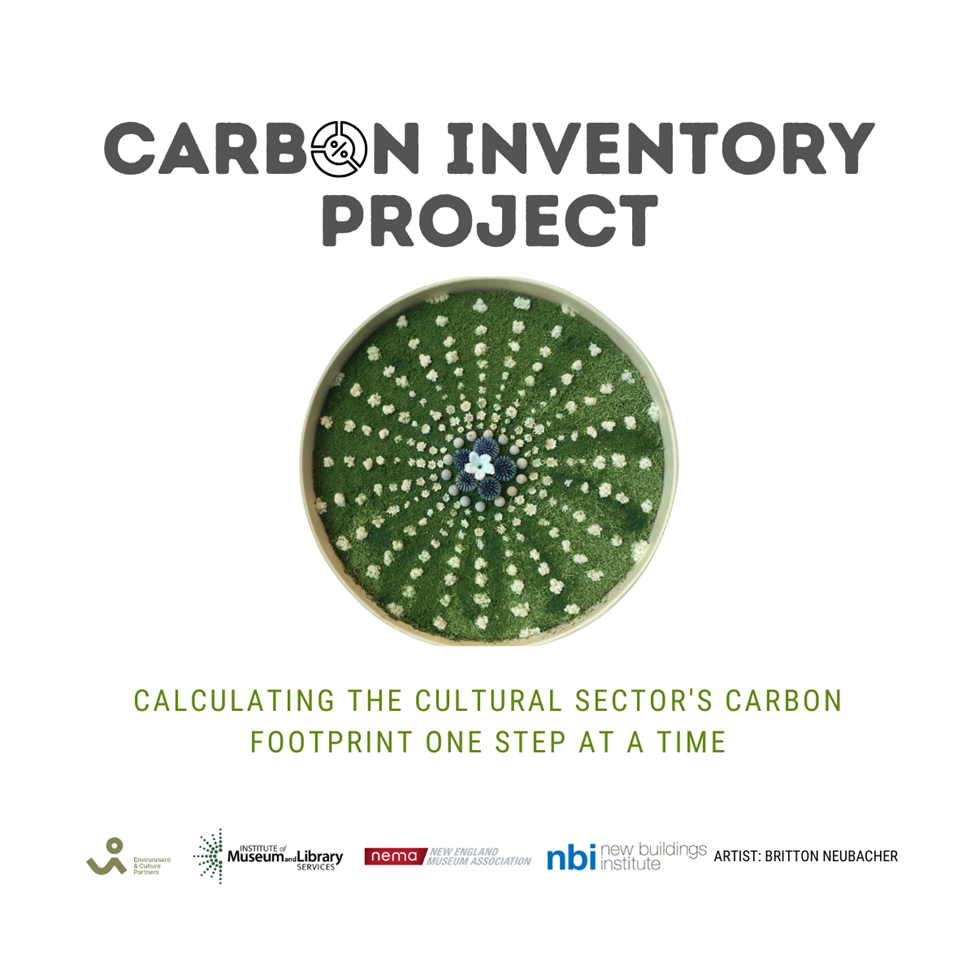 CARBON INVENTORY
PROJECT
CALCULATING THE CULTURAL SECTOR'S CARBON
FOOTPRINT ONE STEP AT A TIME
Environment
& Culture
Partners
INSTITUTE of
Museum and Library
SERVICES
nema
NEW ENGLAND
MUSEUM ASSOCIATION
nbi
new buildings
institute
ARTIST: BRITTON NEUBACHER